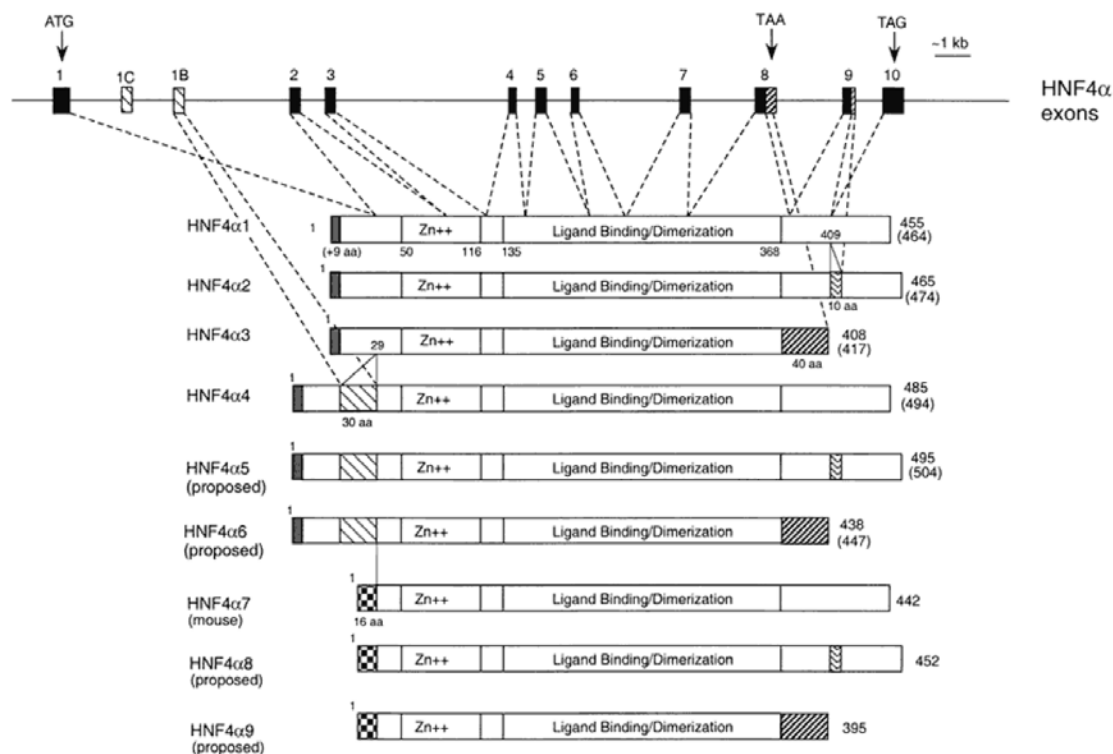 ATG
TAA
TAG
~1 kb
1
1C
1B
2
3
4
5
6
7
8
9
10
HNF4α
exons
HNF4α1
1
Zn++
Ligand Binding/Dimerization
409
455
(464)
(+9 aa)
50
116
135
368
HNF4α2
1
Zn++
Ligand Binding/Dimerization
465
(474)
10 aa
HNF4α3
1
Zn++
Ligand Binding/Dimerization
408
(417)
29
40 aa
HNF4α4
1
Zn++
Ligand Binding/Dimerization
485
(494)
30 aa
HNF4α5
(proposed)
1
Zn++
Ligand Binding/Dimerization
495
(504)
HNF4α6
(proposed)
1
Zn++
Ligand Binding/Dimerization
438
(447)
HNF4α7
(mouse)
1
Zn++
Ligand Binding/Dimerization
442
16 aa
HNF4α8
(proposed)
1
Zn++
Ligand Binding/Dimerization
452
HNF4α9
(proposed)
1
Zn++
Ligand Binding/Dimerization
395